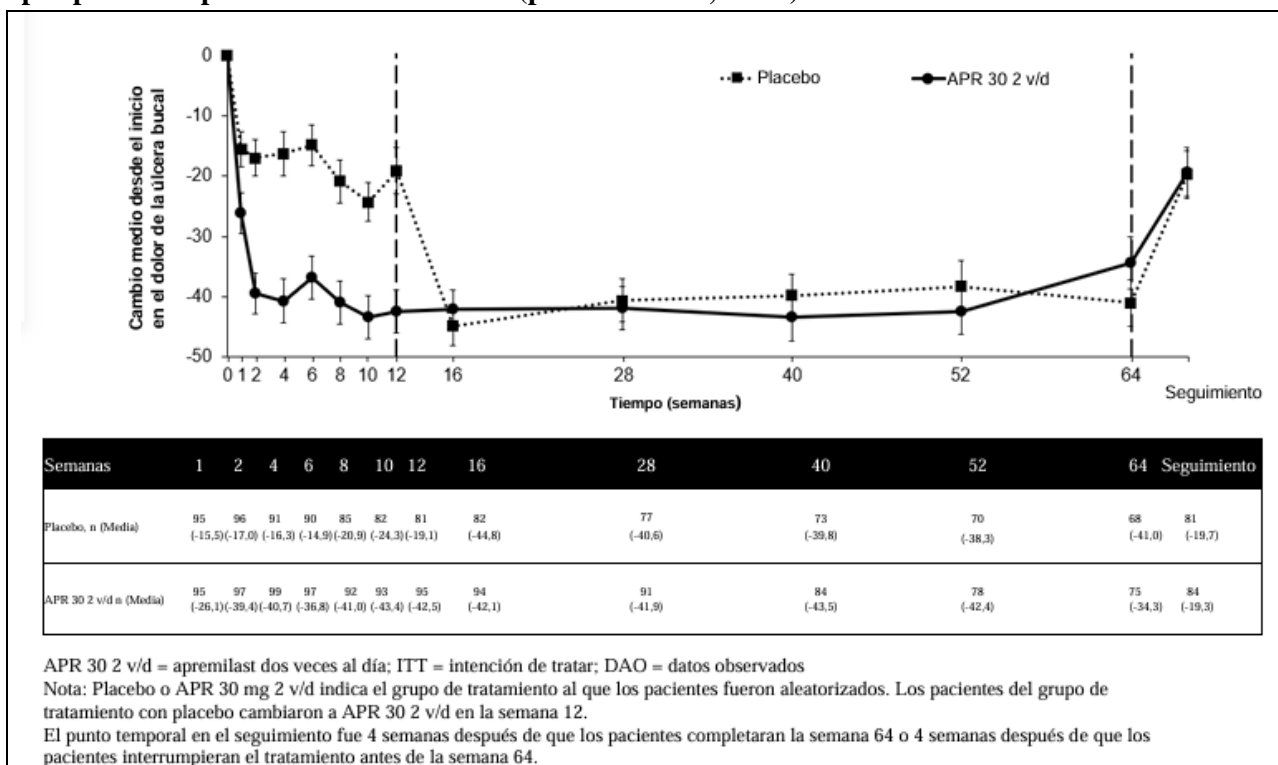 0
-10
-20
-30
-40
-50
Cambio medio desde el inicio
en el dolor de la úlcera bucal
Placebo APR 30 2 v/d
0 1 2 4 6 8 10 12 16 28 40 52 64
Seguimiento
Tiempo (semanas)
Semanas 1 2 4 6 8 10 12 16 28 40 52 64 Seguimiento
95 96 91 90 85 82 81 82 77 73 70 68 81
Placebo, n (Media)
(-15,5) (-17,0) (-16,3) (-14,9) (-20,9) (-24,3) (-19,1) (-44,8) (-40,6) (-39,8) (-38,3) (-41,0) (-19,7)
95 97 99 97 92 93 95 94 91 84 78 75 84
APR 30 2 v/d n (Media)
(-26,1) (-39,4) (-40,7) (-36,8) (-41,0) (-43,4) (-42,5) (-42,1) (-41,9) (-43,5) (-42,4) (-34,3) (-19,3)
APR 30 2 v/d = apremilast dos veces al día; ITT = intención de tratar; DAO = datos observados
Nota: Placebo o APR 30 mg 2 v/d indica el grupo de tratamiento al que los pacientes fueron aleatorizados. Los pacientes del grupo de
tratamiento con placebo cambiaron a APR 30 2 v/d en la semana 12.
El punto temporal en el seguimiento fue 4 semanas después de que los pacientes completaran la semana 64 o 4 semanas después de que los
pacientes interrumpieran el tratamiento antes de la semana 64.